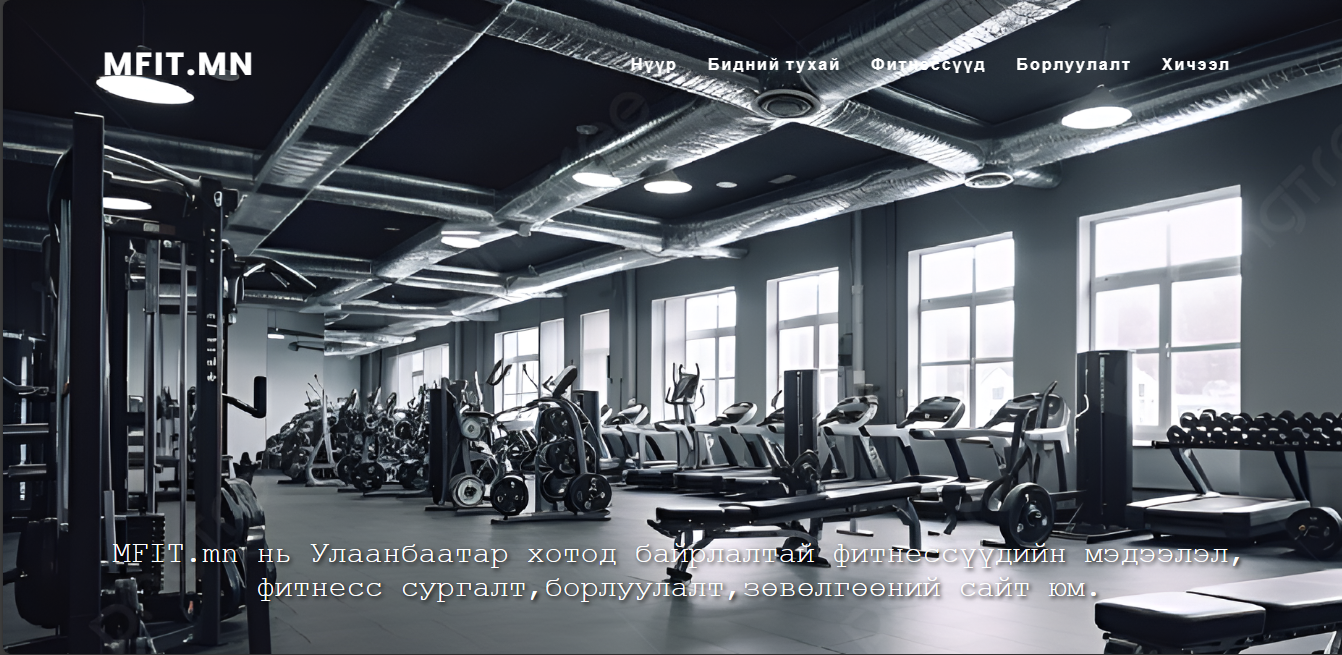 MFIT.MN
Нүүр Бидний тухай Фитнессүүд Борлуулалт Хичээл
MFIT.mn нь Улаанбаатар хотод байрлалтай фитнессүүдийн мэдээлэл,
фитнесс сургалт,борлуулалт,зөвөлгөөний сайт юм.